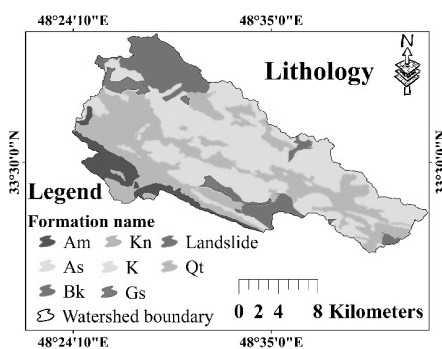 48°24'10"E 48°35'0"E
N
Lithology
33°30'0"N
33°30'0"N
Legend
Formation name
Am Kn Landslide
As K Qt
Bk Gs
Watershed boundary
0 2 4 8 Kilometers
48°24'10"E 48°35'0"E